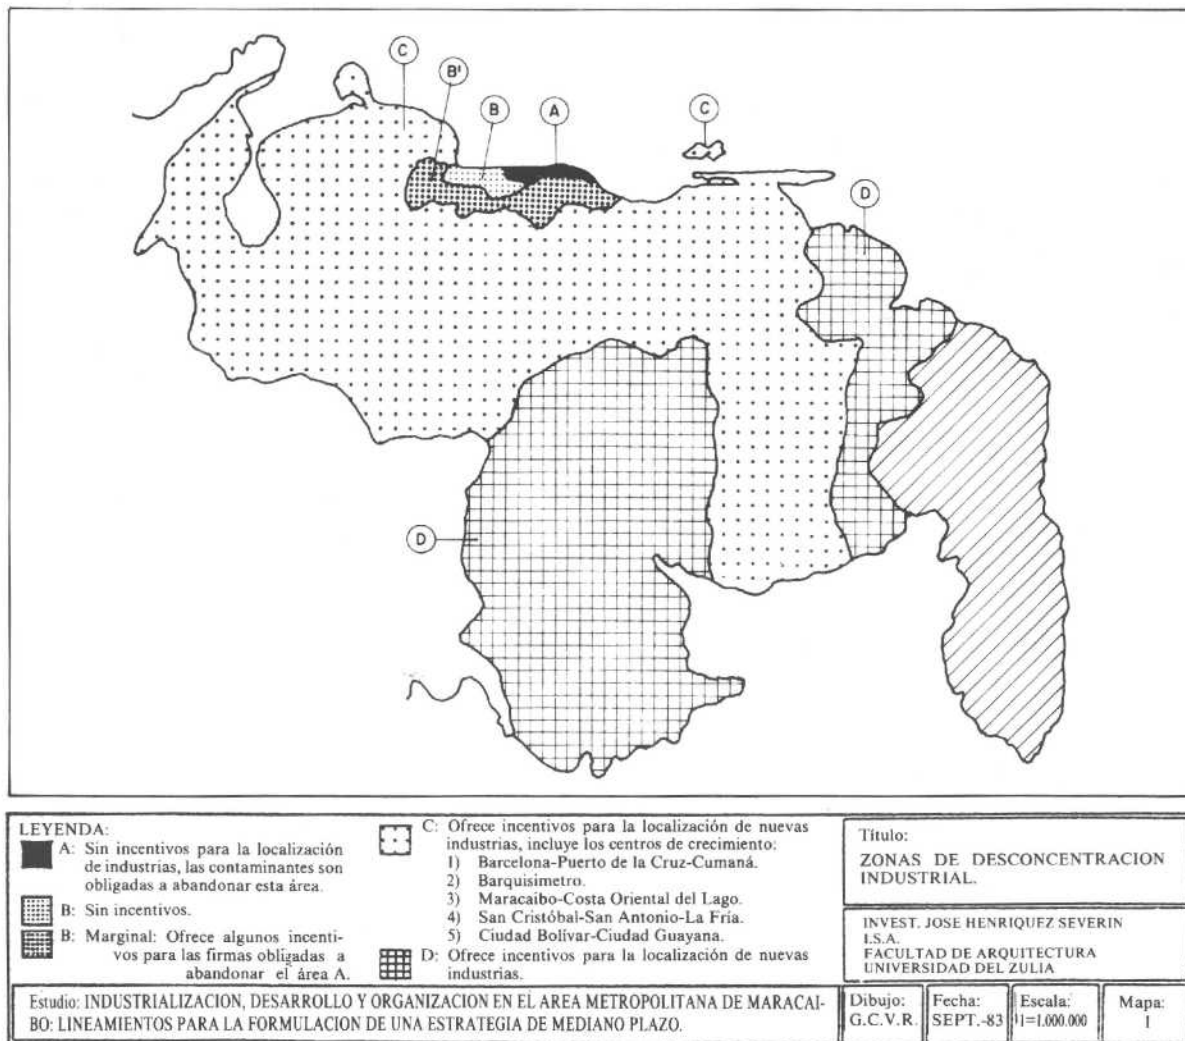 C
B'
B
A
C
D
D
LEYENDA:
A: Sin incentivos para la localización
de industrias, las contaminantes son
obligadas a abandonar esta área.
B: Sin incentivos.
B: Marginal: Ofrece algunos incenti-
vos para las firmas obligadas a
abandonar el área A.
C: Ofrece incentivos para la localización de nuevas
industrias, incluye los centros de crecimiento:
1) Barcelona-Puerto de la Cruz-Cumaná.
2) Barquisimetro.
3) Maracaibo-Costa Oriental del Lago.
4) San Cristóbal-San Antonio-La Fría.
5) Ciudad Bolívar-Ciudad Guayana.
D: Ofrece incentivos para la localización de nuevas
industrias.
Título:
ZONAS DE DESCONCENTRACION
INDUSTRIAL.
INVEST. JOSE HENRIQUEZ SEVERIN
I.S.A.
FACULTAD DE ARQUITECTURA
UNIVERSIDAD DEL ZULIA
Estudio: INDUSTRIALIZACION, DESARROLLO Y ORGANIZACION EN EL AREA METROPOLITANA DE MARACAI-
BO: LINEAMIENTOS PARA LA FORMULACION DE UNA ESTRATEGIA DE MEDIANO PLAZO.
Dibujo:
G.C.V.R.
Fecha:
SEPT.-83
Escala:
1=1.000.000
Mapa:
1